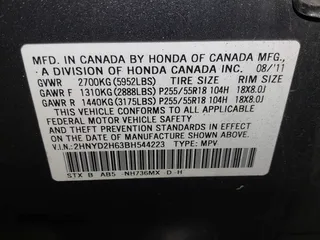 MFD. IN CANADA BY HONDA OF CANADA MFG.,
A DIVISION OF HONDA CANADA INC. 08/'11
GVWR 2700KG(5952LBS) TIRE SIZE RIM SIZE
GAWR F 1310KG(2888LBS) P255/55R18 104H 18X8.0J
GAWR R 1440KG(3175LBS) P255/55R18 104H 18X8.0J
THIS VEHICLE CONFORMS TO ALL APPLICABLE
FEDERAL MOTOR VEHICLE SAFETY STANDARDS IN
EFFECT ON THE DATE OF MANUFACTURE SHOWN ABOVE.
V.I.N.:2HNYD2H63BH544223 TYPE: MPV
STX B ABS NH736MX -D -H